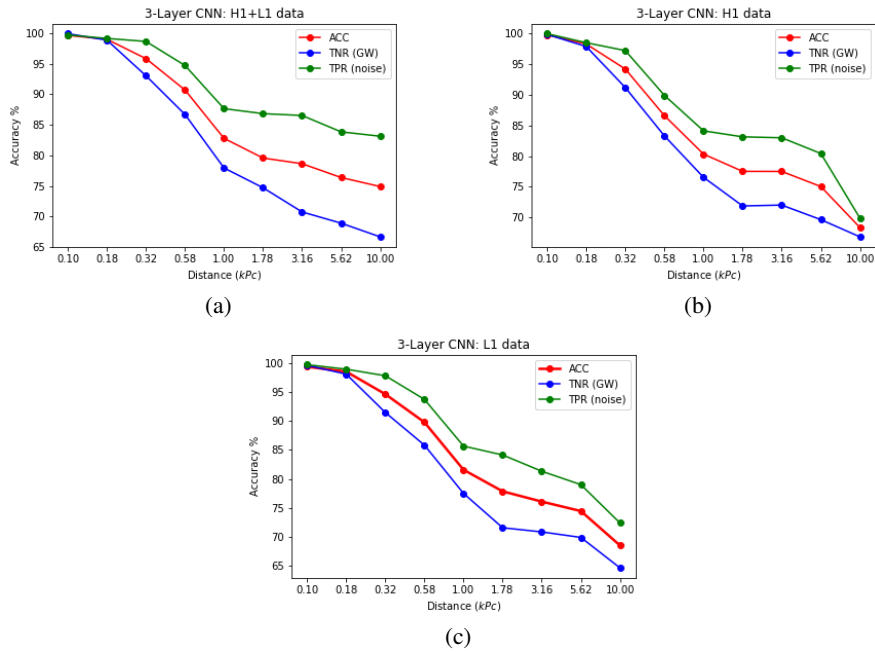 3-Layer CNN: H1+L1 data
100
95
90
85
80
75
70
65
Accuracy %
ACC
TNR (GW)
TPR (noise)
0.10 0.18 0.32 0.58 1.00 1.78 3.16 5.62 10.00
Distance (kPc)
(a)
3-Layer CNN: H1 data
100
95
90
85
80
75
70
Accuracy %
ACC
TNR (GW)
TPR (noise)
0.10 0.18 0.32 0.58 1.00 1.78 3.16 5.62 10.00
Distance (kPc)
(b)
3-Layer CNN: L1 data
100
95
90
85
80
75
70
65
Accuracy %
ACC
TNR (GW)
TPR (noise)
0.10 0.18 0.32 0.58 1.00 1.78 3.16 5.62 10.00
Distance (kPc)
(c)